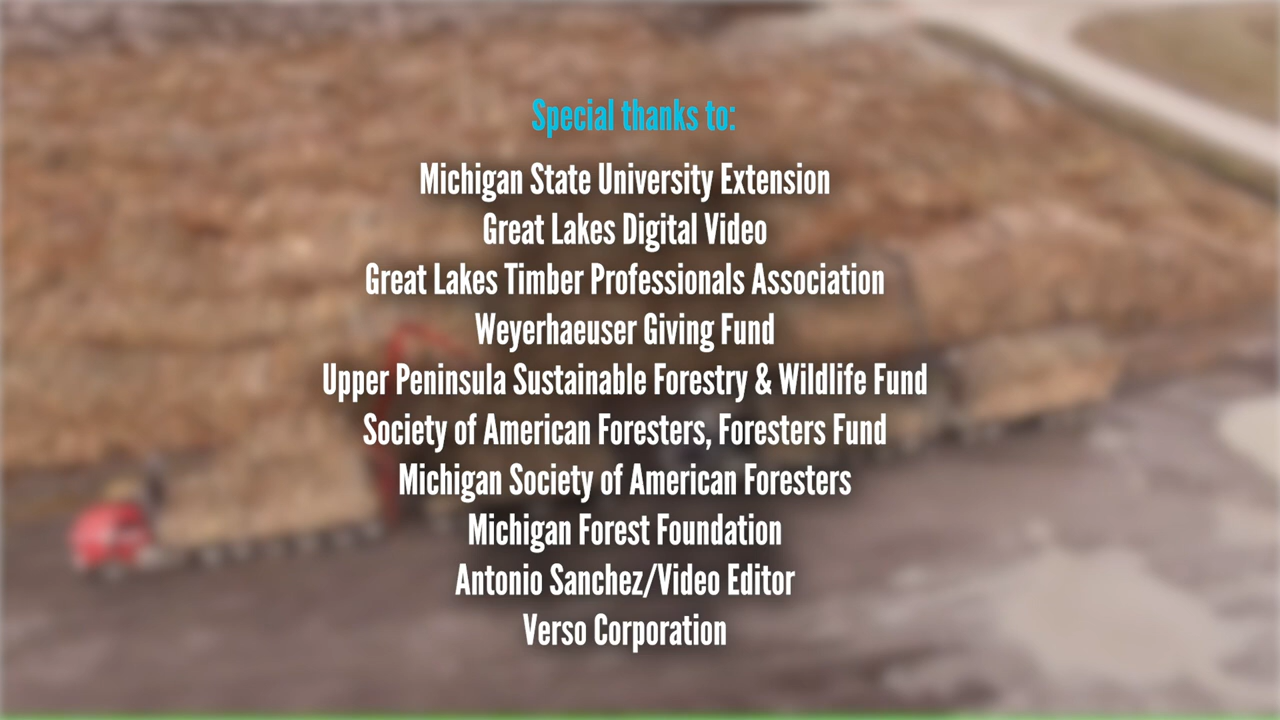 Special thanks to:
Michigan State University Extension
Great Lakes Digital Video
Great Lakes Timber Professionals Association
Weyerhaeuser Giving Fund
Upper Peninsula Sustainable Forestry & Wildlife Fund
Society of American Foresters, Foresters Fund
Michigan Society of American Foresters
Michigan Forest Foundation
Antonio Sanchez/Video Editor
Verso Corporation